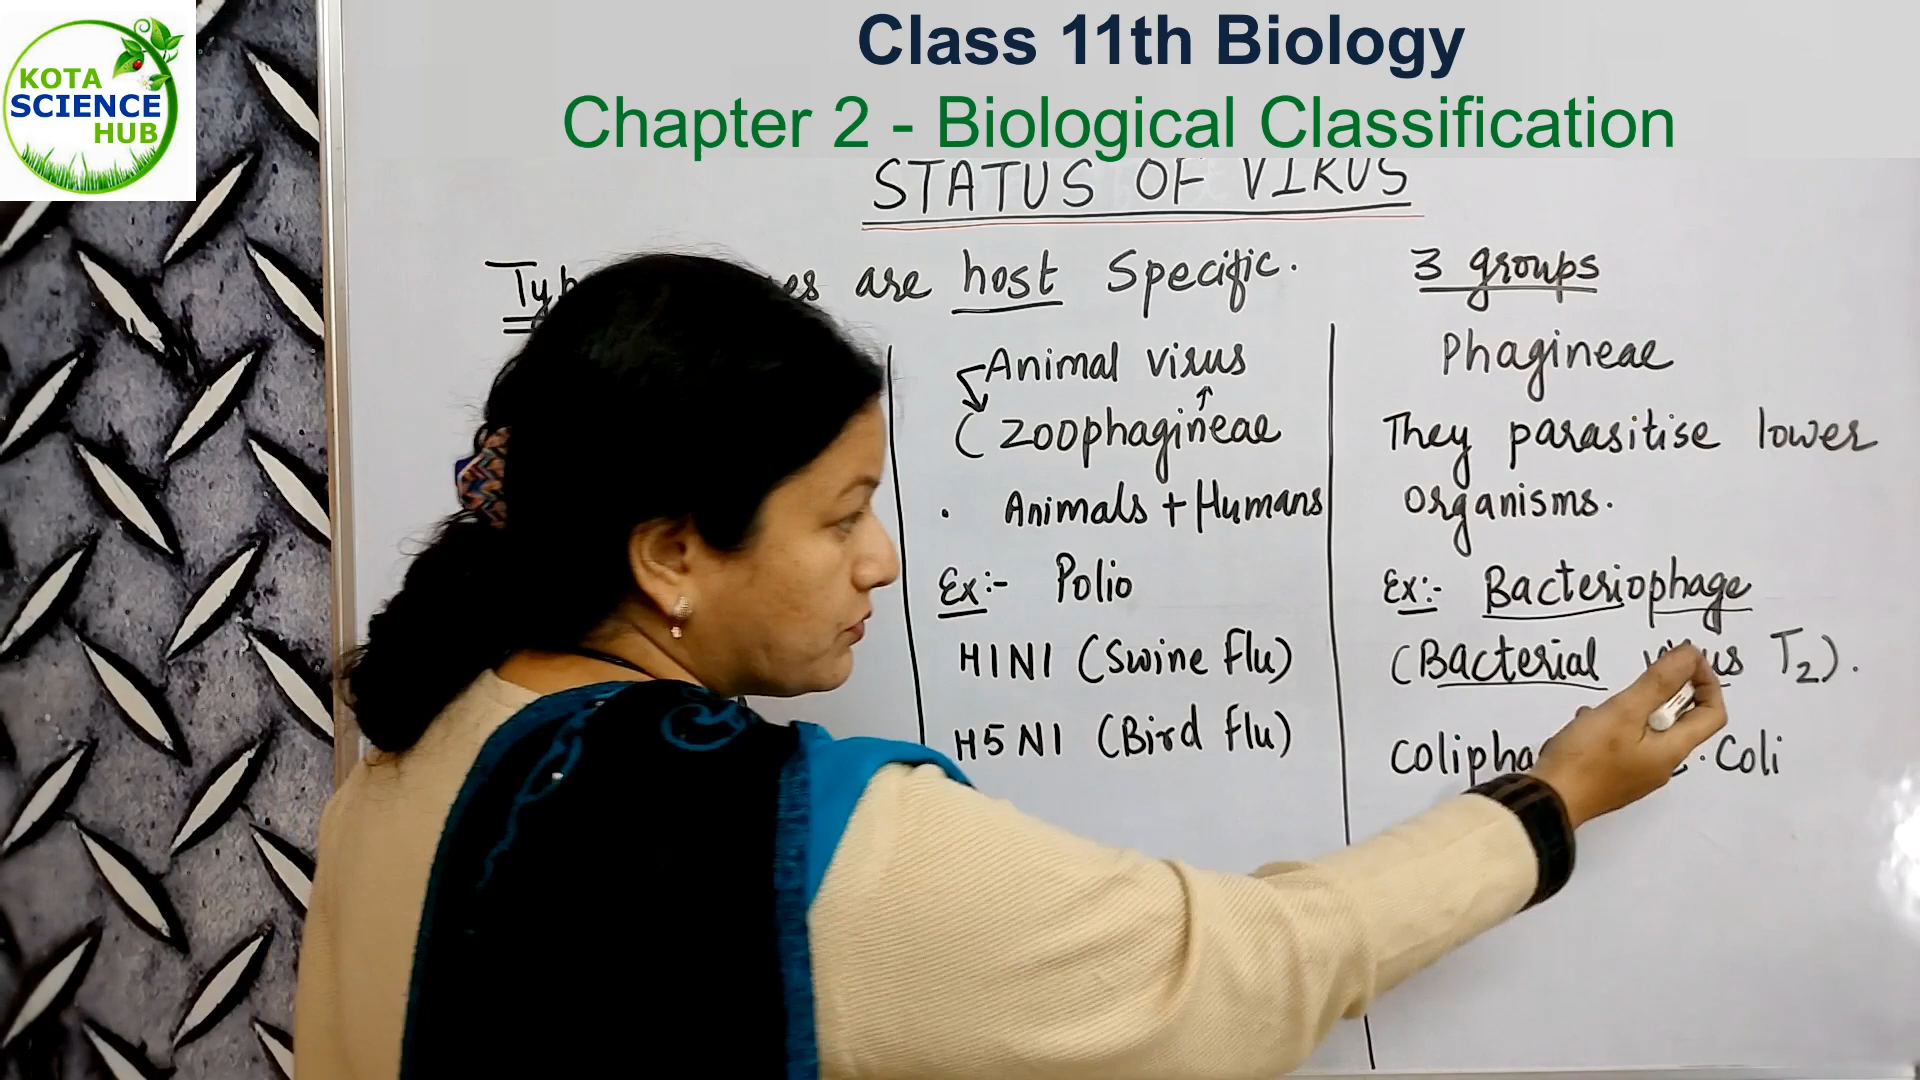 KOTA
SCIENCE
HUB
Class 11th Biology
Chapter 2 - Biological Classification
STATUS OF VIRUS
are host Specific.
3 groups
Animal virus
(Zoophagineae
. Animals + Humans
Ex:- Polio
H1N1 (Swine Flu)
H5N1 (Bird Flu)
Phagineae
They parasitise lower
organisms.
Ex:- Bacteriophage
(Bacterial virus T2).
Coli